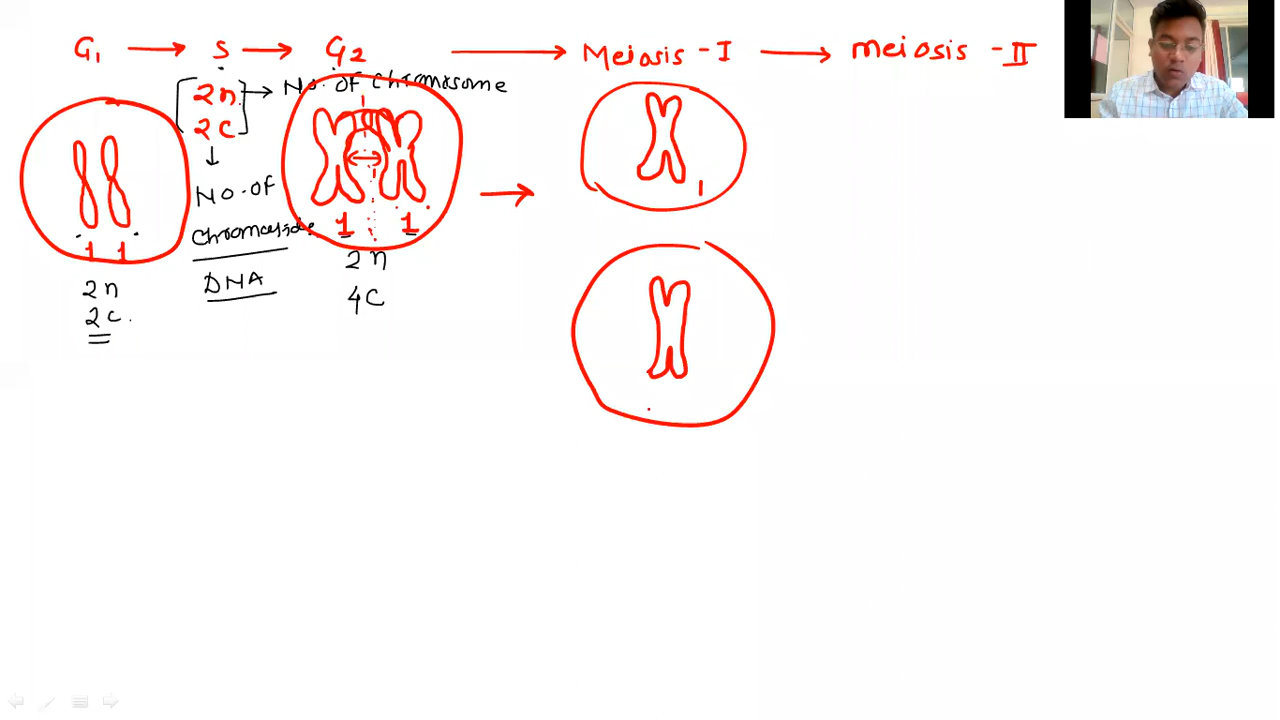 G1 → S → G2 → Meiosis - I → meiosis - II
2n → No. of Chromosome
2c
↓
No. of
DNA
1 1
2n
2c.
1 1
2n
4C
1